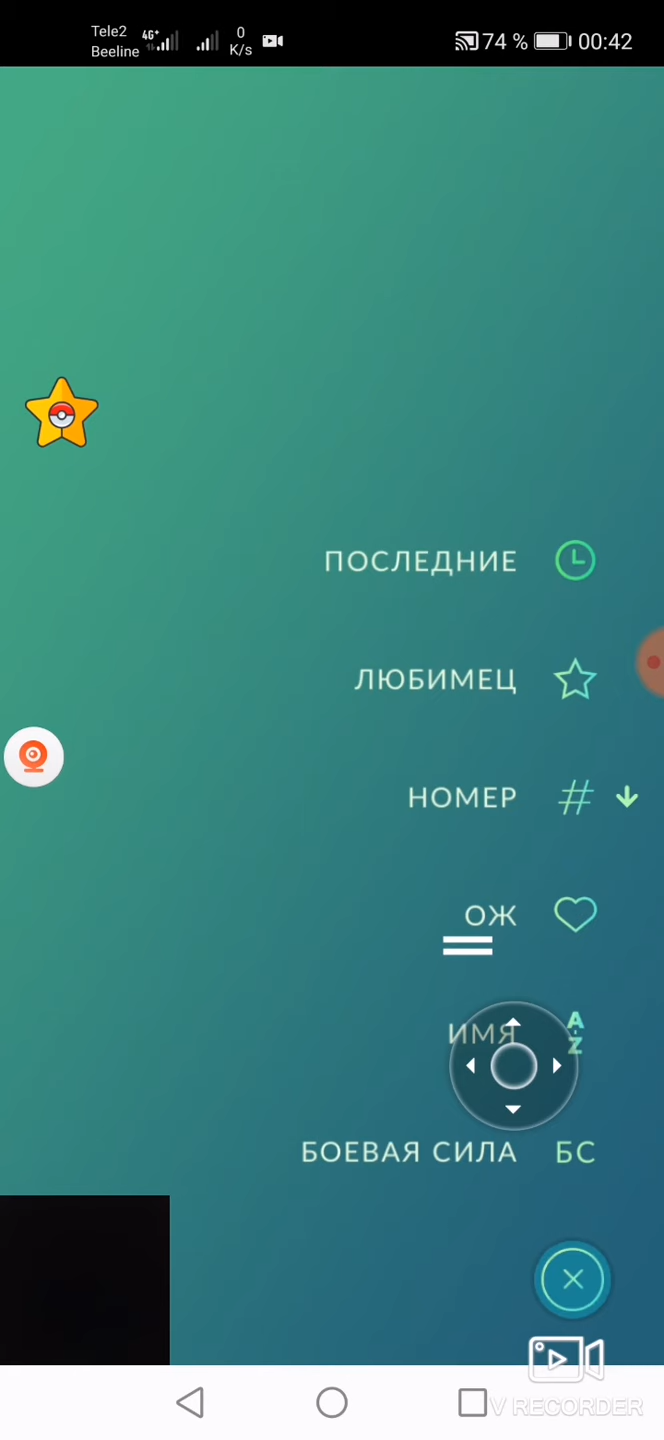 Tele2
Beeline
4G+
0
K/s
74 %
00:42
ПОСЛЕДНИЕ
ЛЮБИМЕЦ
НОМЕР #
ОЖ
ИМЯ A-Z
БОЕВАЯ СИЛА БС
V RECORDER